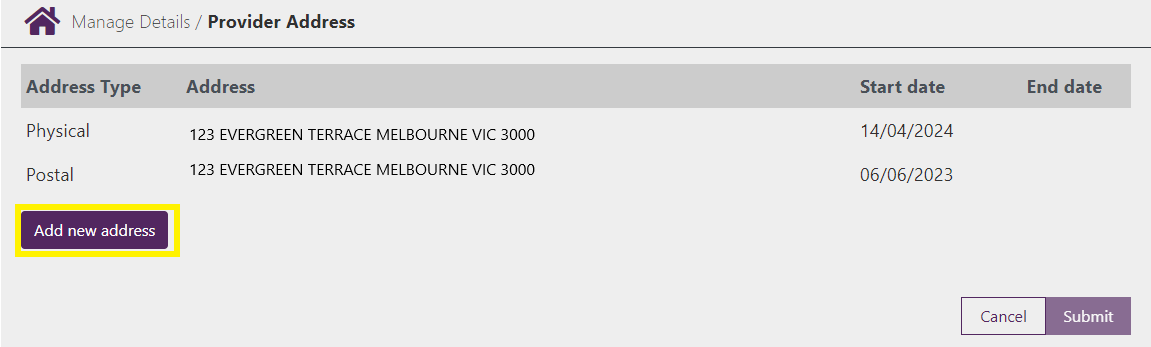 Manage Details / Provider Address
Address Type Address Start date End date
Physical 123 EVERGREEN TERRACE MELBOURNE VIC 3000 14/04/2024
Postal 123 EVERGREEN TERRACE MELBOURNE VIC 3000 06/06/2023
Add new address
Cancel Submit